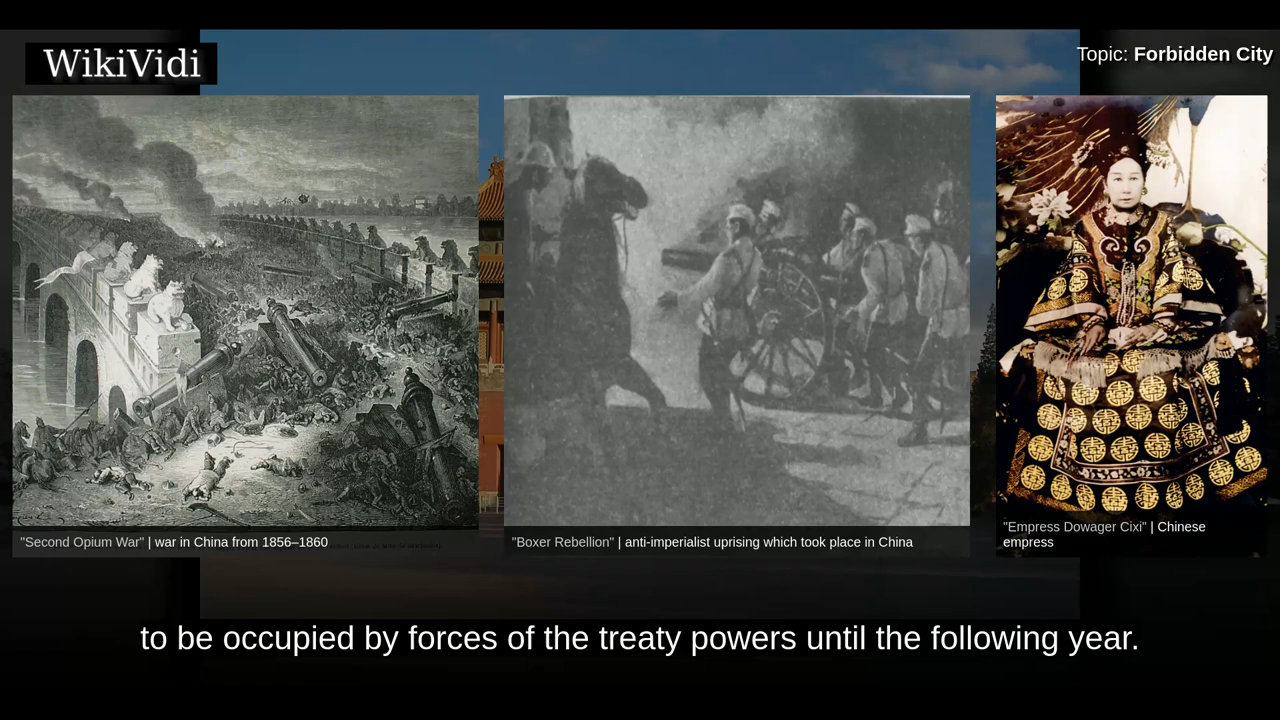 WikiVidi
Topic: Forbidden City
"Second Opium War" | war in China from 1856–1860
"Boxer Rebellion" | anti-imperialist uprising which took place in China
"Empress Dowager Cixi" | Chinese
empress
to be occupied by forces of the treaty powers until the following year.